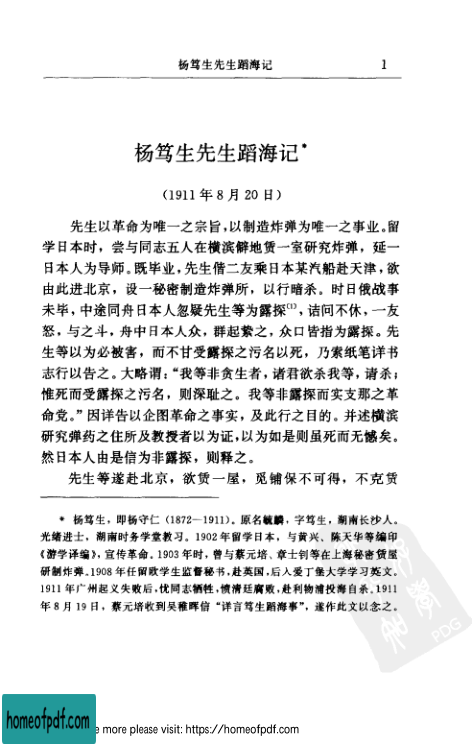 杨笃生先生蹈海记 1
杨笃生先生蹈海记*
（1911年8月20日）
先生以革命为唯一之宗旨，以制造炸弹为唯一之事业。留
学日本时，尝与同志五人在横滨僻地赁一室研究炸弹，延一
日本人为导师。既毕业，先生偕二友乘日本某汽船赴天津，欲
由此进北京，设一秘密制造炸弹所，以行暗杀。时日俄战事
未毕，中途同舟日本人忽疑先生等为露探〔1〕，诘问不休，一友
怒，与之斗，舟中日本人众，群起絷之，众口皆指为露探。先
生等以为必被害，而不甘受露探之污名以死，乃索纸笔详书
志行以告之。大略谓：“我等非贪生者，诸君欲杀我等，请杀；
惟死而受露探之污名，则深耻之。我等非露探而实支那之革
命党。”因详告以企图革命之事实，及此行之目的。并述横滨
研究弹药之住所及教授者以为证，以为如是则虽死而无憾矣。
然日本人由是信为非露探，则释之。
先生等遂赴北京，欲赁一屋，觅铺保不可得，不克赁
* 杨笃生，即杨守仁（1872—1911）。原名毓麟，字笃生，湖南长沙人。
光绪进士，湖南时务学堂教习。1902年留学日本，与黄兴、陈天华等编印
《游学译编》，宣传革命。1903年时，曾与蔡元培、章士钊等在上海秘密赁屋
研制炸弹。1908年任留欧学生监督秘书，赴英国，后入爱丁堡大学学习英文。
1911年广州起义失败后，忧同志牺牲，愤清廷腐败，赴利物浦投海自杀。1911
年8月19日，蔡元培收到吴稚晖信“详言笃生蹈海事”，遂作此文以念之。
PDG
homeofpdf.com
e more please visit: https://homeofpdf.com